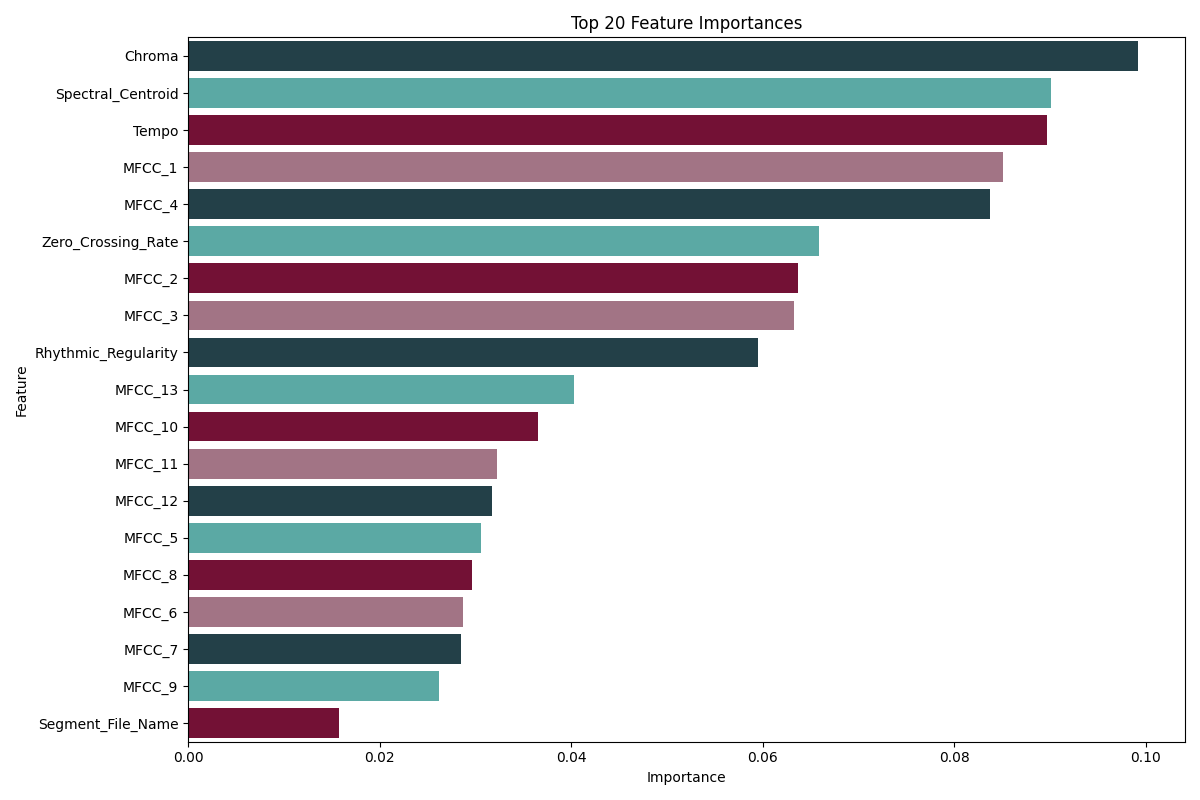 Top 20 Feature Importances
Chroma
Spectral_Centroid
Tempo
MFCC_1
MFCC_4
Zero_Crossing_Rate
MFCC_2
MFCC_3
Rhythmic_Regularity
MFCC_13
MFCC_10
MFCC_11
MFCC_12
MFCC_5
MFCC_8
MFCC_6
MFCC_7
MFCC_9
Segment_File_Name
Feature
0.00 0.02 0.04 0.06 0.08 0.10
Importance